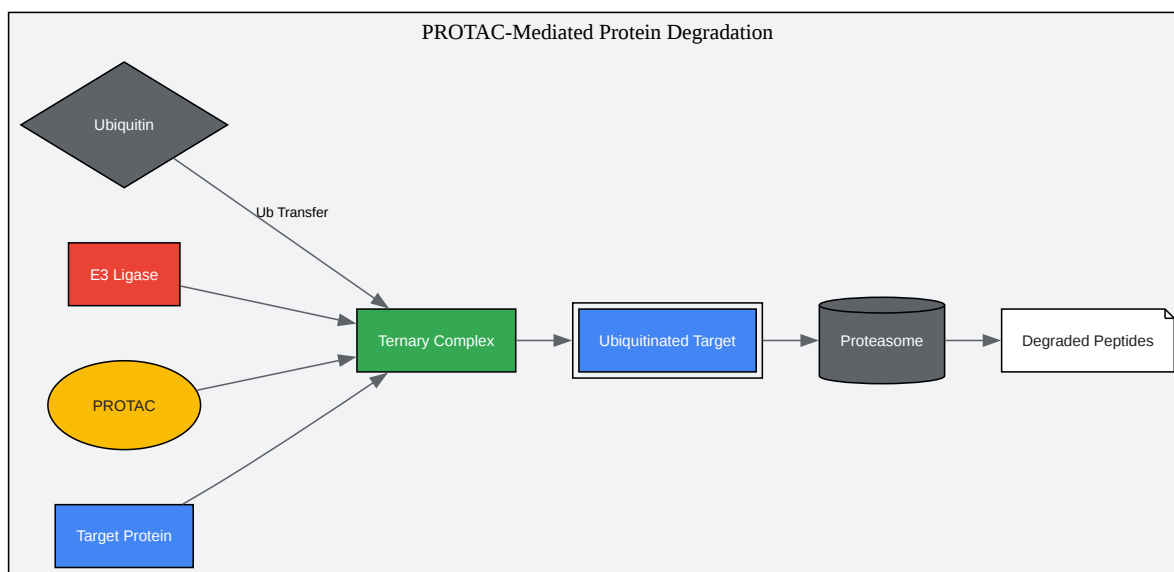 PROTAC-Mediated Protein Degradation
Ubiquitin
Ub Transfer
E3 Ligase
Ternary Complex
Ubiquitinated Target
Proteasome
Degraded Peptides
PROTAC
Target Protein